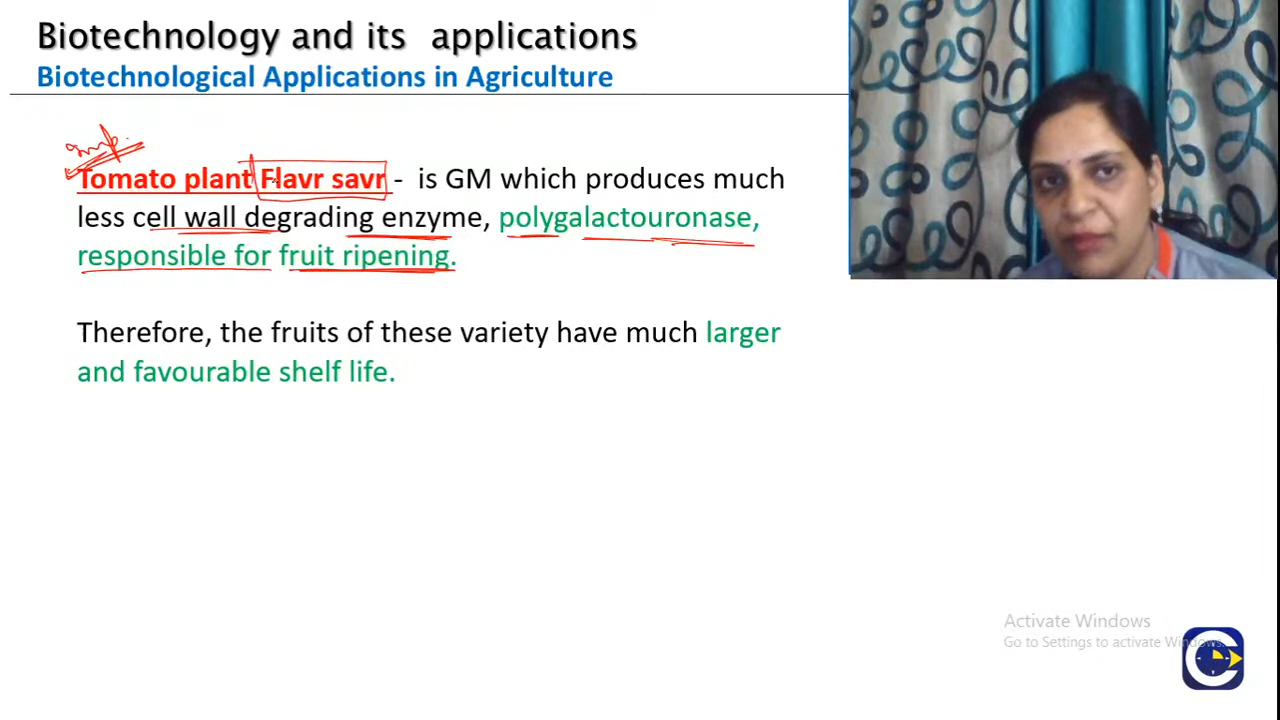 Biotechnology and its applications
Biotechnological Applications in Agriculture
Imp.
Tomato plant Flavr savr - is GM which produces much
less cell wall degrading enzyme, polygalactouronase,
responsible for fruit ripening.
Therefore, the fruits of these variety have much larger
and favourable shelf life.
Activate Windows
Go to Settings to activate Windows.